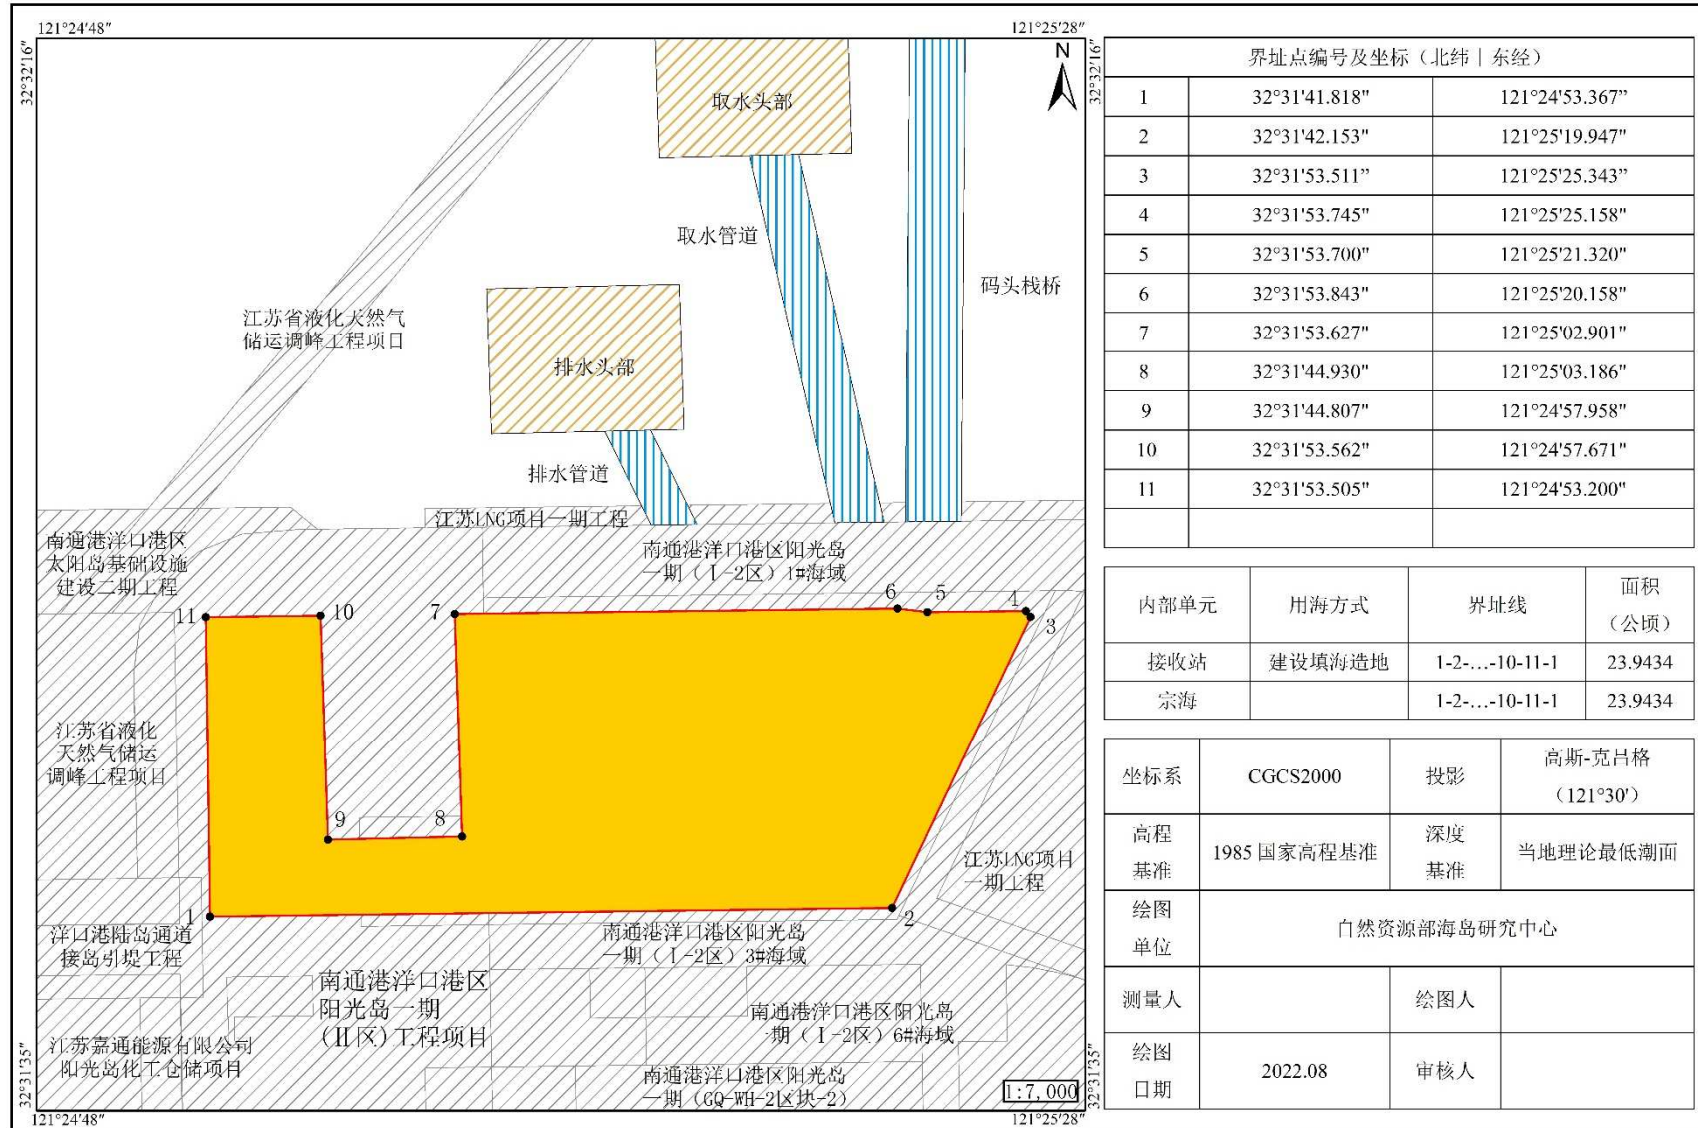 121°24'48"
121°25'28"
32°32'16"
32°32'16"
N
取水头部
取水管道
码头栈桥
江苏省液化天然气
储运调峰工程项目
排水头部
排水管道
江苏LNG项目一期工程
南通港洋口港区
太阳岛基础设施
建设二期工程
南通港洋口港区阳光岛
一期（Ⅰ-2区）1#海域
11
10
7
6
5
4
3
江苏省液化
天然气储运
调峰工程项目
9
8
江苏LNG项目
一期工程
1
2
洋口港陆岛通道
接岛引堤工程
南通港洋口港区阳光岛
一期（Ⅰ-2区）3#海域
南通港洋口港区
阳光岛一期
(Ⅱ区)工程项目
南通港洋口港区阳光岛
一期（Ⅰ-2区）6#海域
江苏嘉通能源有限公司
阳光岛化工仓储项目
南通港洋口港区阳光岛
一期（GQ-WH-2区块-2）
1:7,000
32°31'35"
32°31'35"
121°24'48"
121°25'28"
界址点编号及坐标（北纬｜东经）
1 32°31'41.818" 121°24'53.367"
2 32°31'42.153" 121°25'19.947"
3 32°31'53.511" 121°25'25.343"
4 32°31'53.745" 121°25'25.158"
5 32°31'53.700" 121°25'21.320"
6 32°31'53.843" 121°25'20.158"
7 32°31'53.627" 121°25'02.901"
8 32°31'44.930" 121°25'03.186"
9 32°31'44.807" 121°24'57.958"
10 32°31'53.562" 121°24'57.671"
11 32°31'53.505" 121°24'53.200"
内部单元 用海方式 界址线 面积
（公顷）
接收站 建设填海造地 1-2-…-10-11-1 23.9434
宗海 1-2-…-10-11-1 23.9434
坐标系 CGCS2000 投影 高斯-克吕格
（121°30'）
高程
基准 1985 国家高程基准 深度
基准 当地理论最低潮面
绘图
单位 自然资源部海岛研究中心
测量人 绘图人
绘图
日期 2022.08 审核人